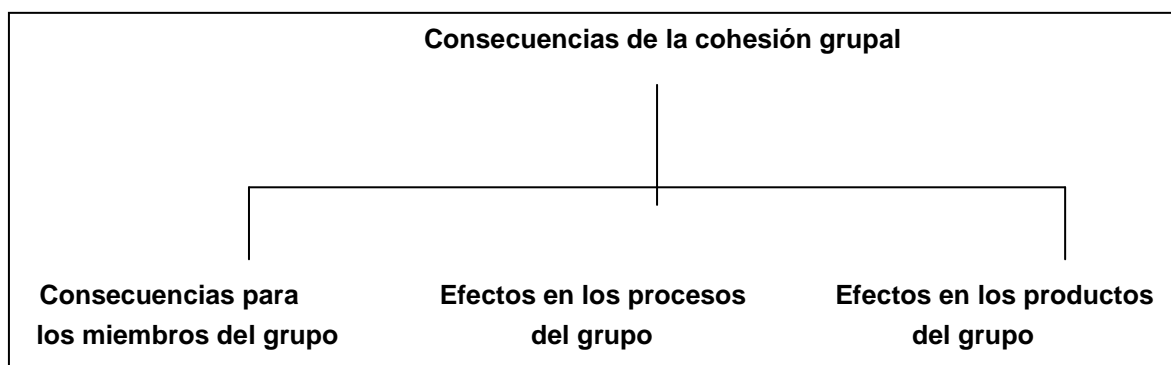 Consecuencias de la cohesión grupal
Consecuencias para
los miembros del grupo
Efectos en los procesos
del grupo
Efectos en los productos
del grupo